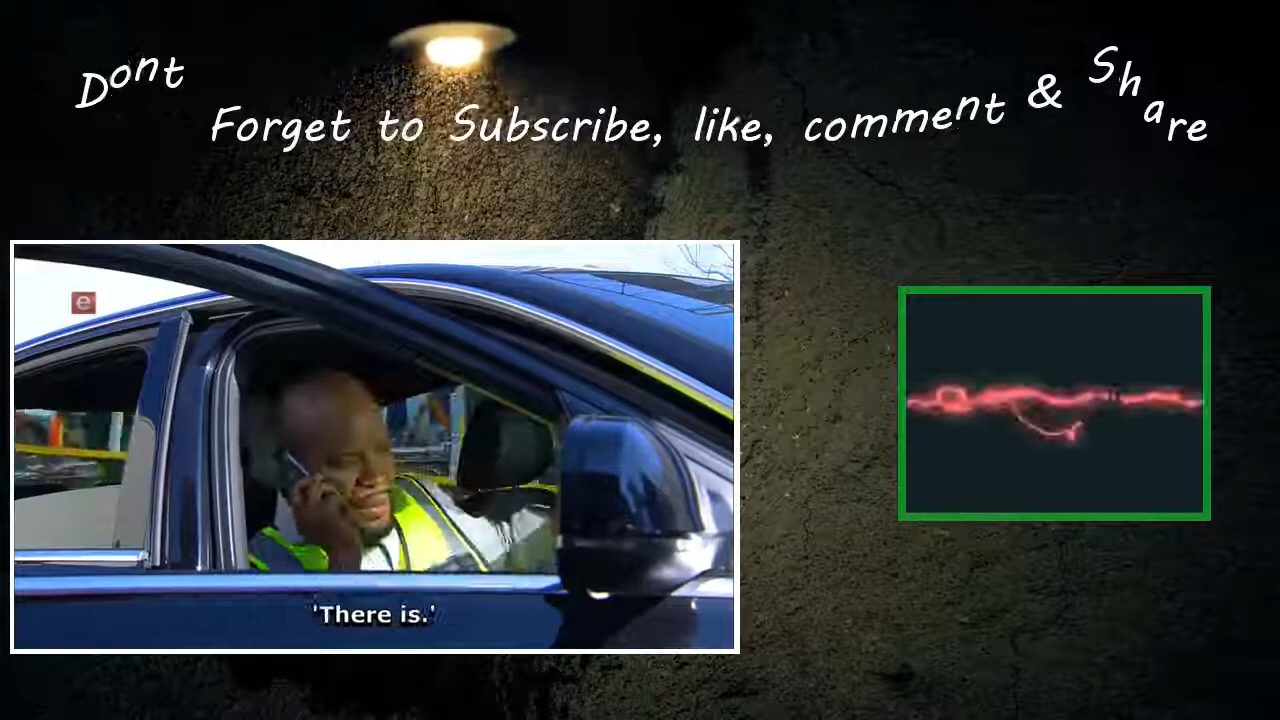 Dont Forget to Subscribe, like, comment & Share
e
'There is.'